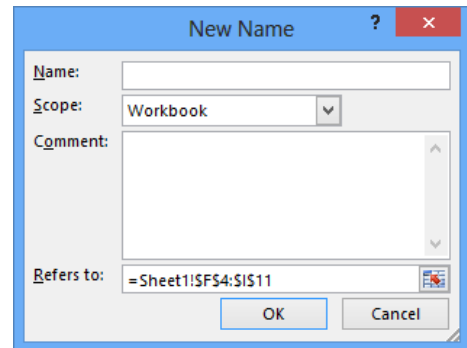 New Name
?
×
Name:
Scope: Workbook
Comment:
Refers to: =Sheet1!$F$4:$I$11
OK Cancel